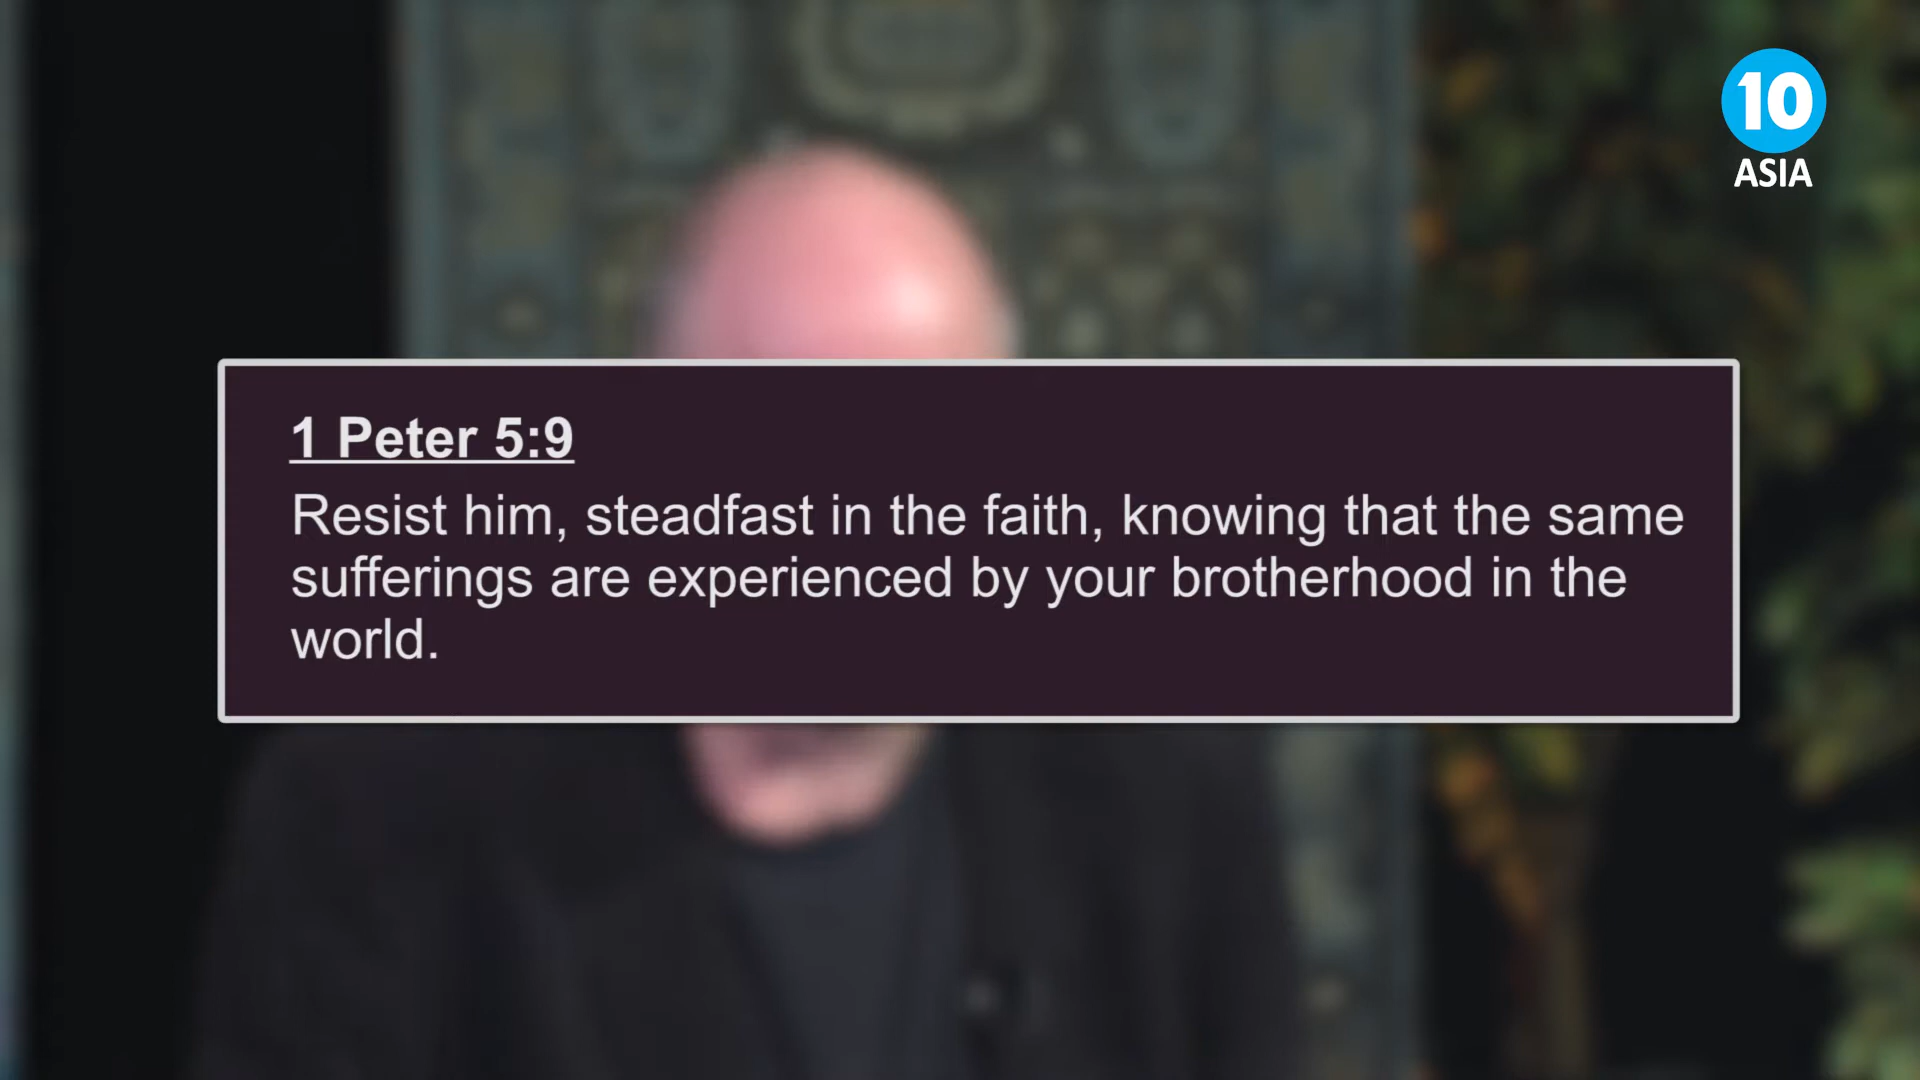 10
ASIA
1 Peter 5:9
Resist him, steadfast in the faith, knowing that the same
sufferings are experienced by your brotherhood in the
world.